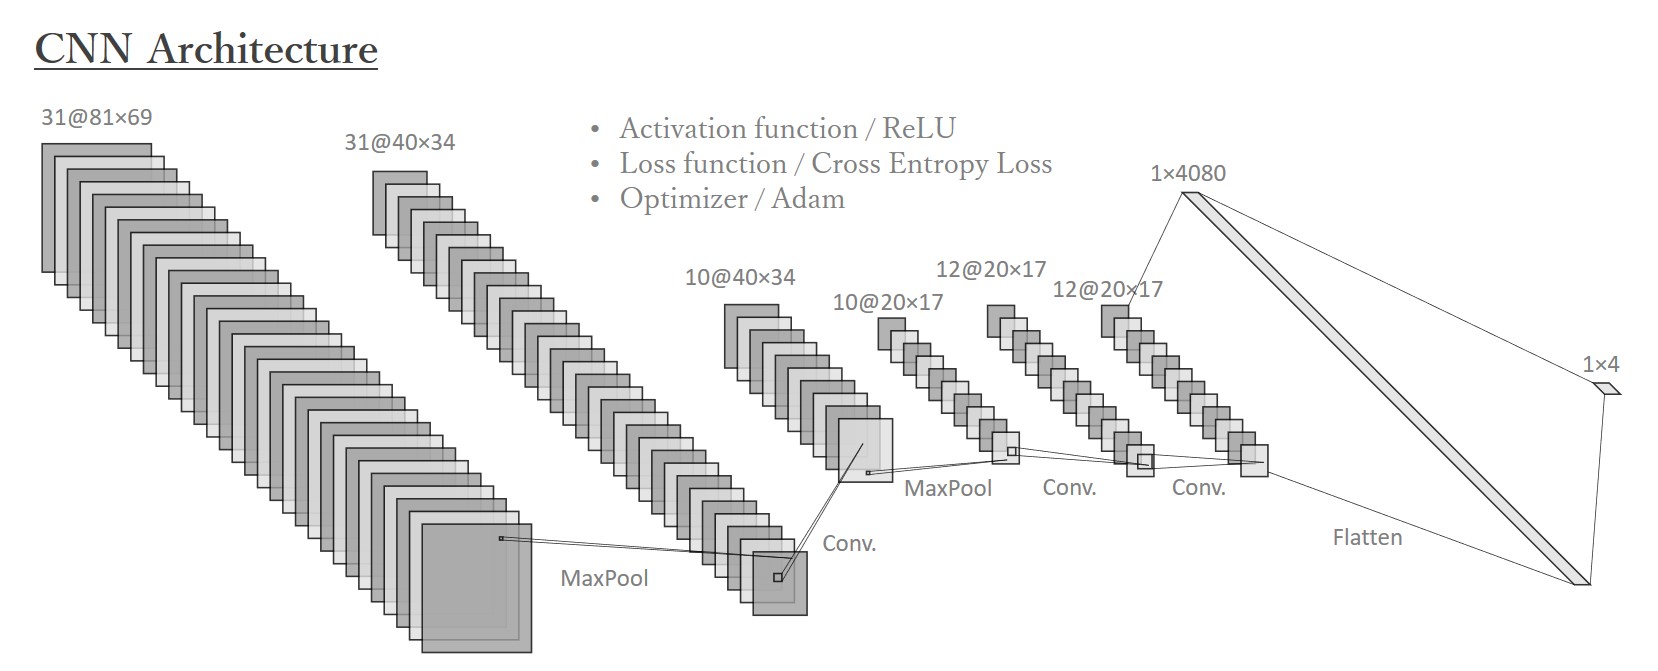 CNN Architecture
31@81×69
31@40×34
• Activation function / ReLU
• Loss function / Cross Entropy Loss
• Optimizer / Adam
10@40×34
10@20×17
12@20×17
12@20×17
1×4080
1×4
MaxPool
Conv.
MaxPool
Conv.
Conv.
Flatten